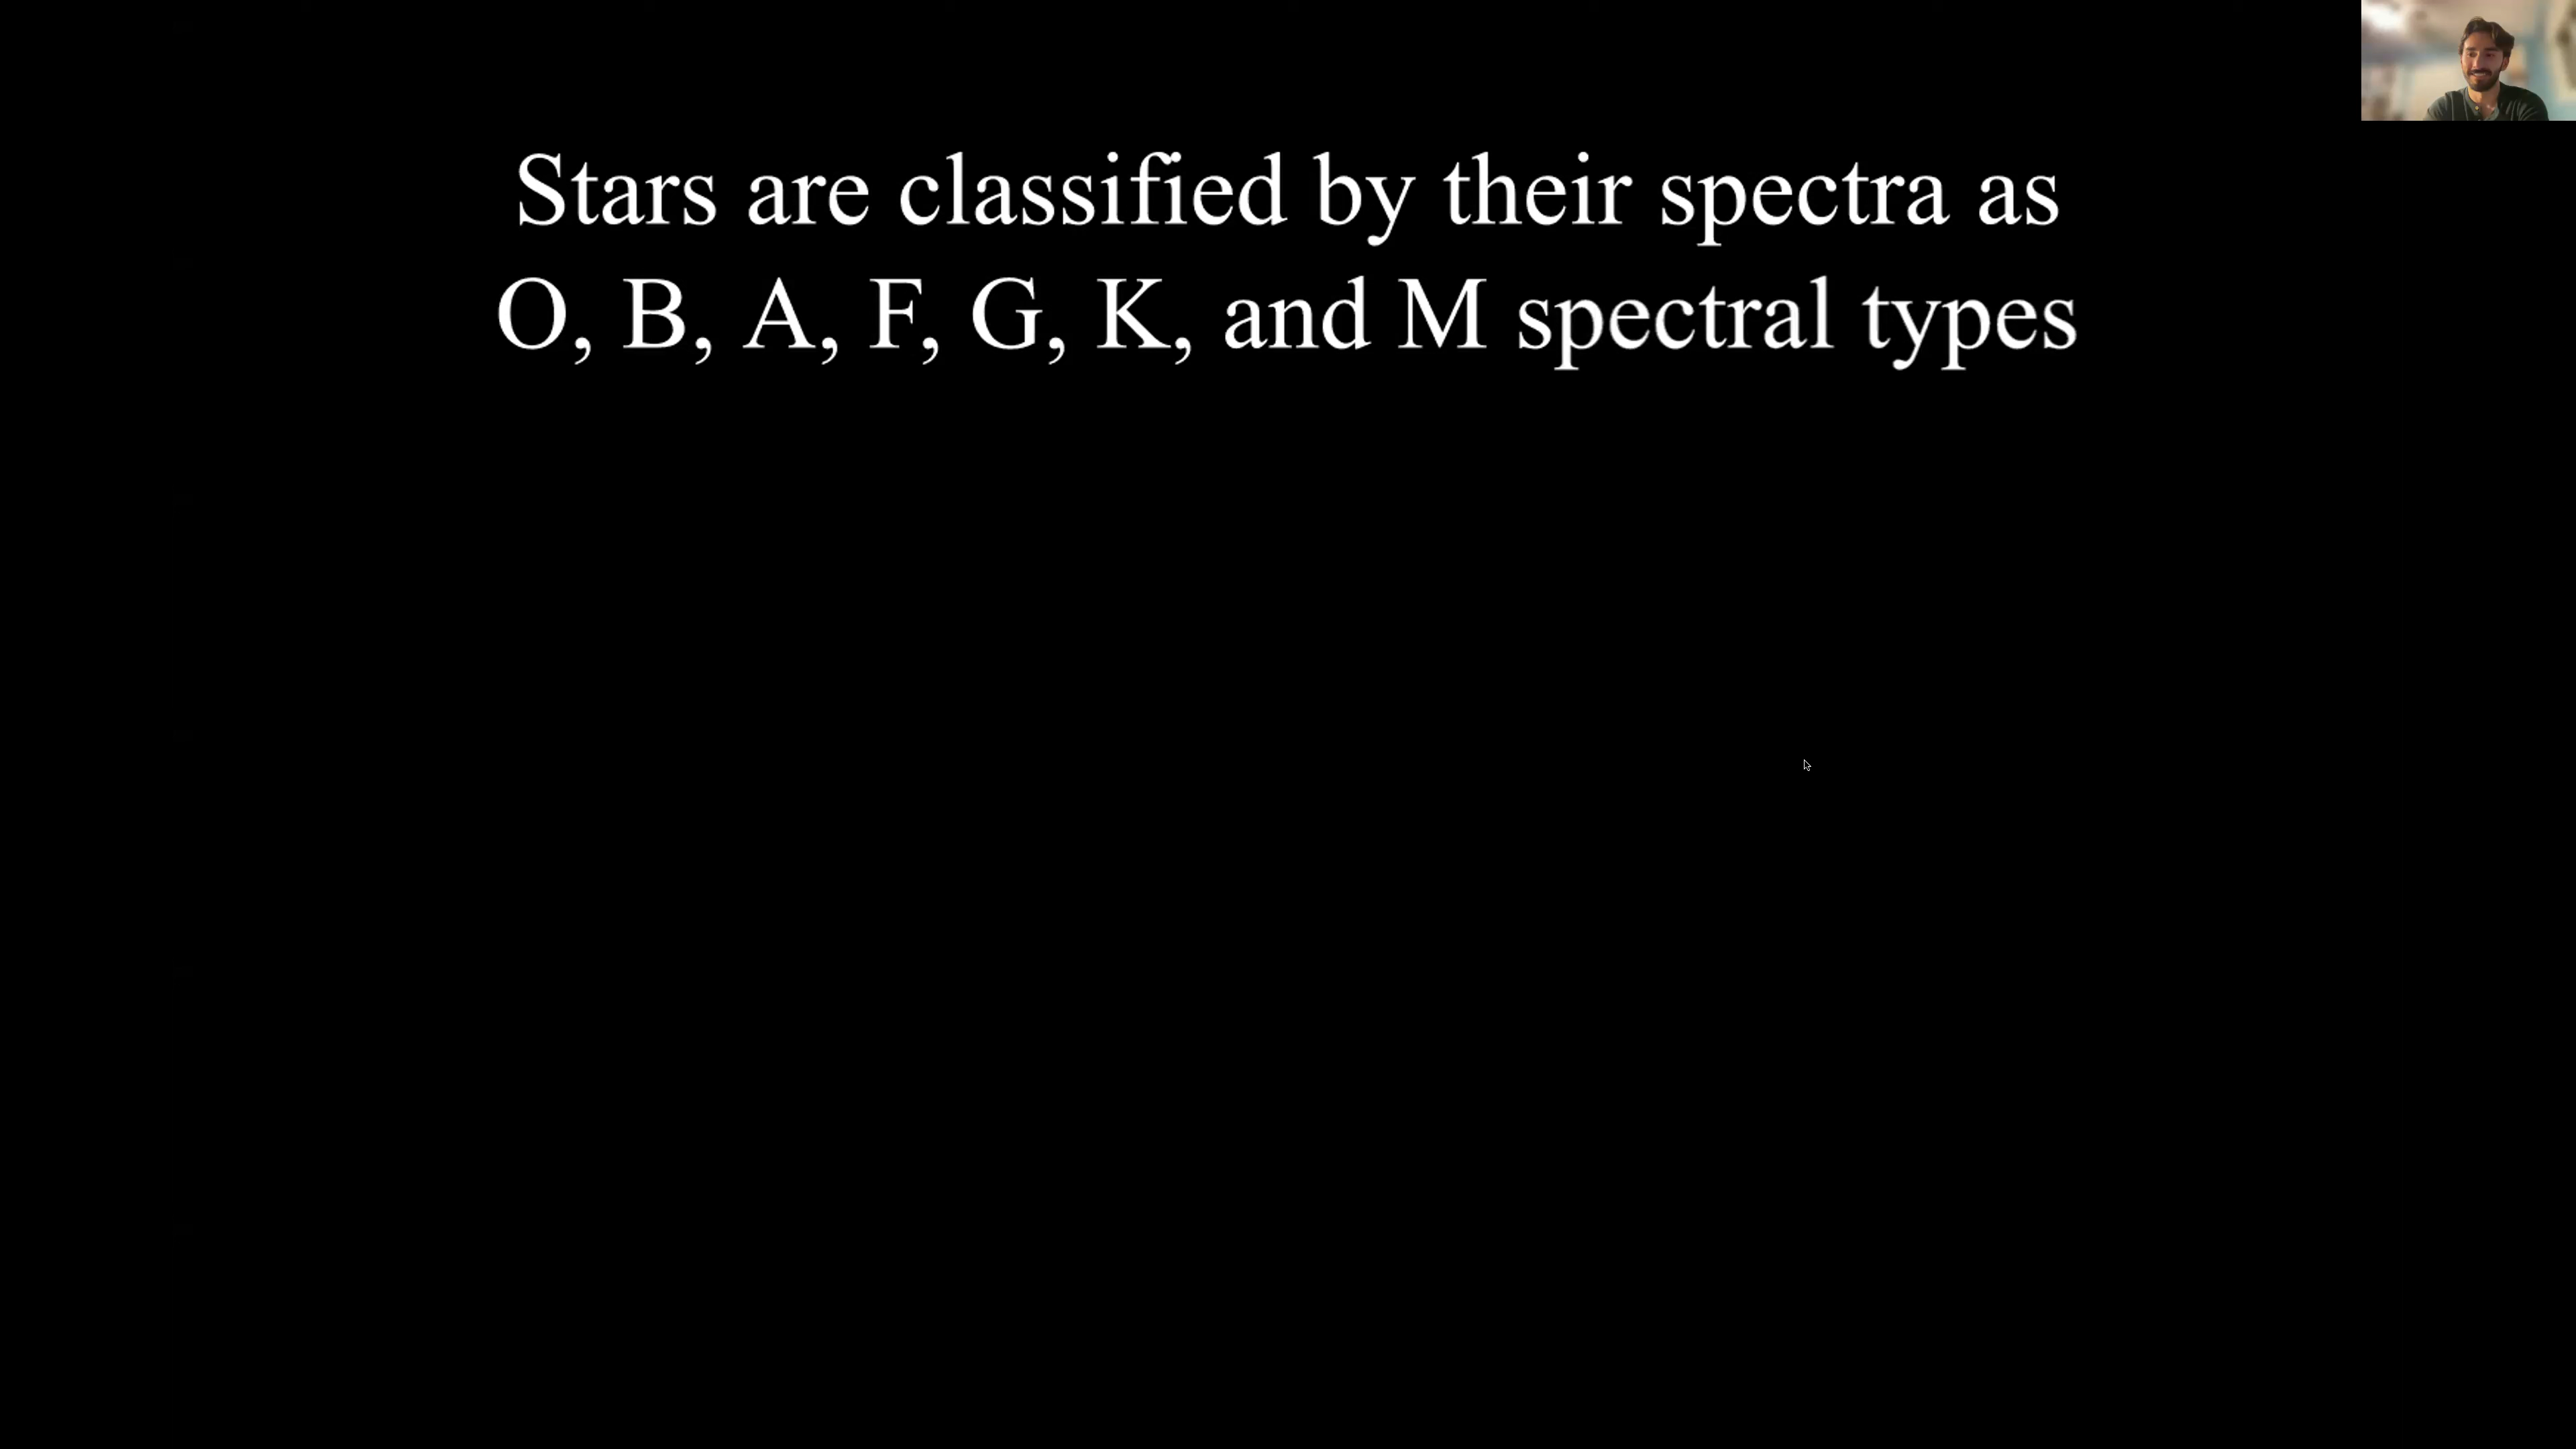 Stars are classified by their spectra as
O, B, A, F, G, K, and M spectral types